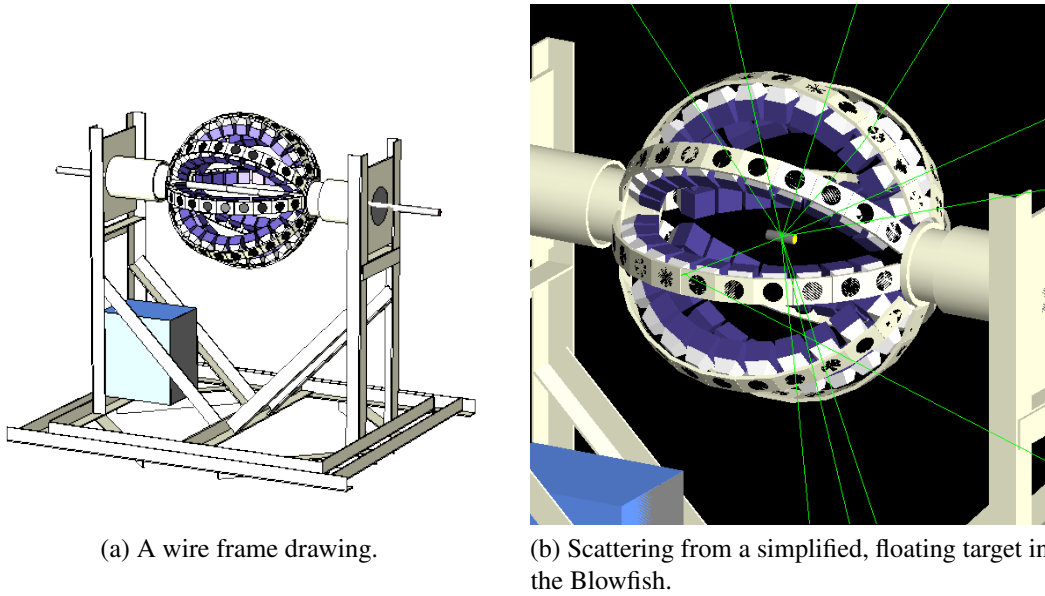 (a) A wire frame drawing.
(b) Scattering from a simplified, floating target in
the Blowfish.